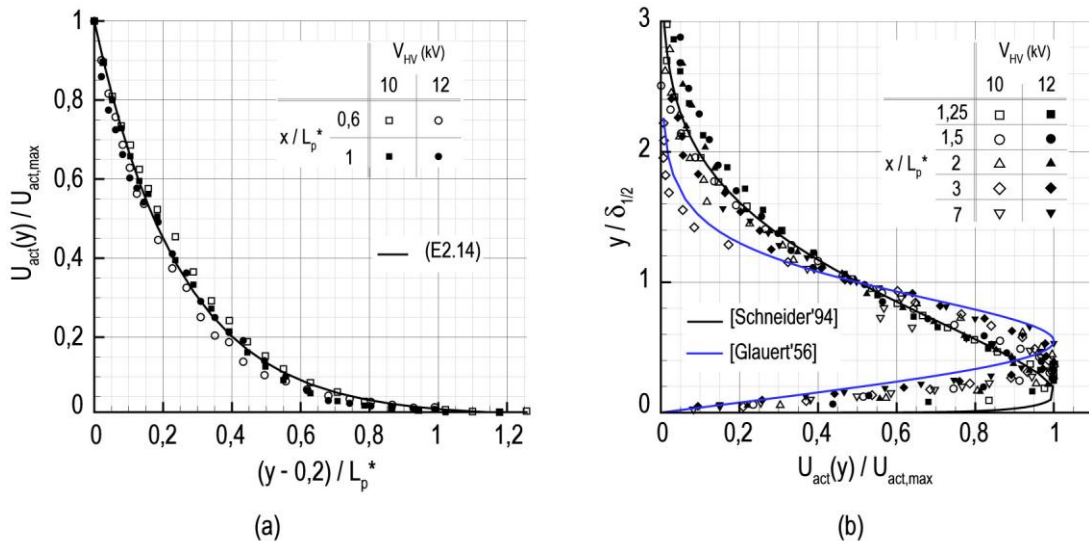 1
0,8
0,6
0,4
0,2
0
U_act(y) / U_act,max
0 0,2 0,4 0,6 0,8 1 1,2
(y - 0,2) / L_p*
V_HV (kV)
10 12
x / L_p*
0,6 □ ○
1 ■ ●
(E2.14)
(a)
3
2
1
0
y / δ_1/2
0 0,2 0,4 0,6 0,8 1
U_act(y) / U_act,max
V_HV (kV)
10 12
x / L_p*
1,25 □ ■
1,5 ○ ●
2 △ ▲
3 ◇ ◆
7 ▽ ▼
[Schneider'94]
[Glauert'56]
(b)